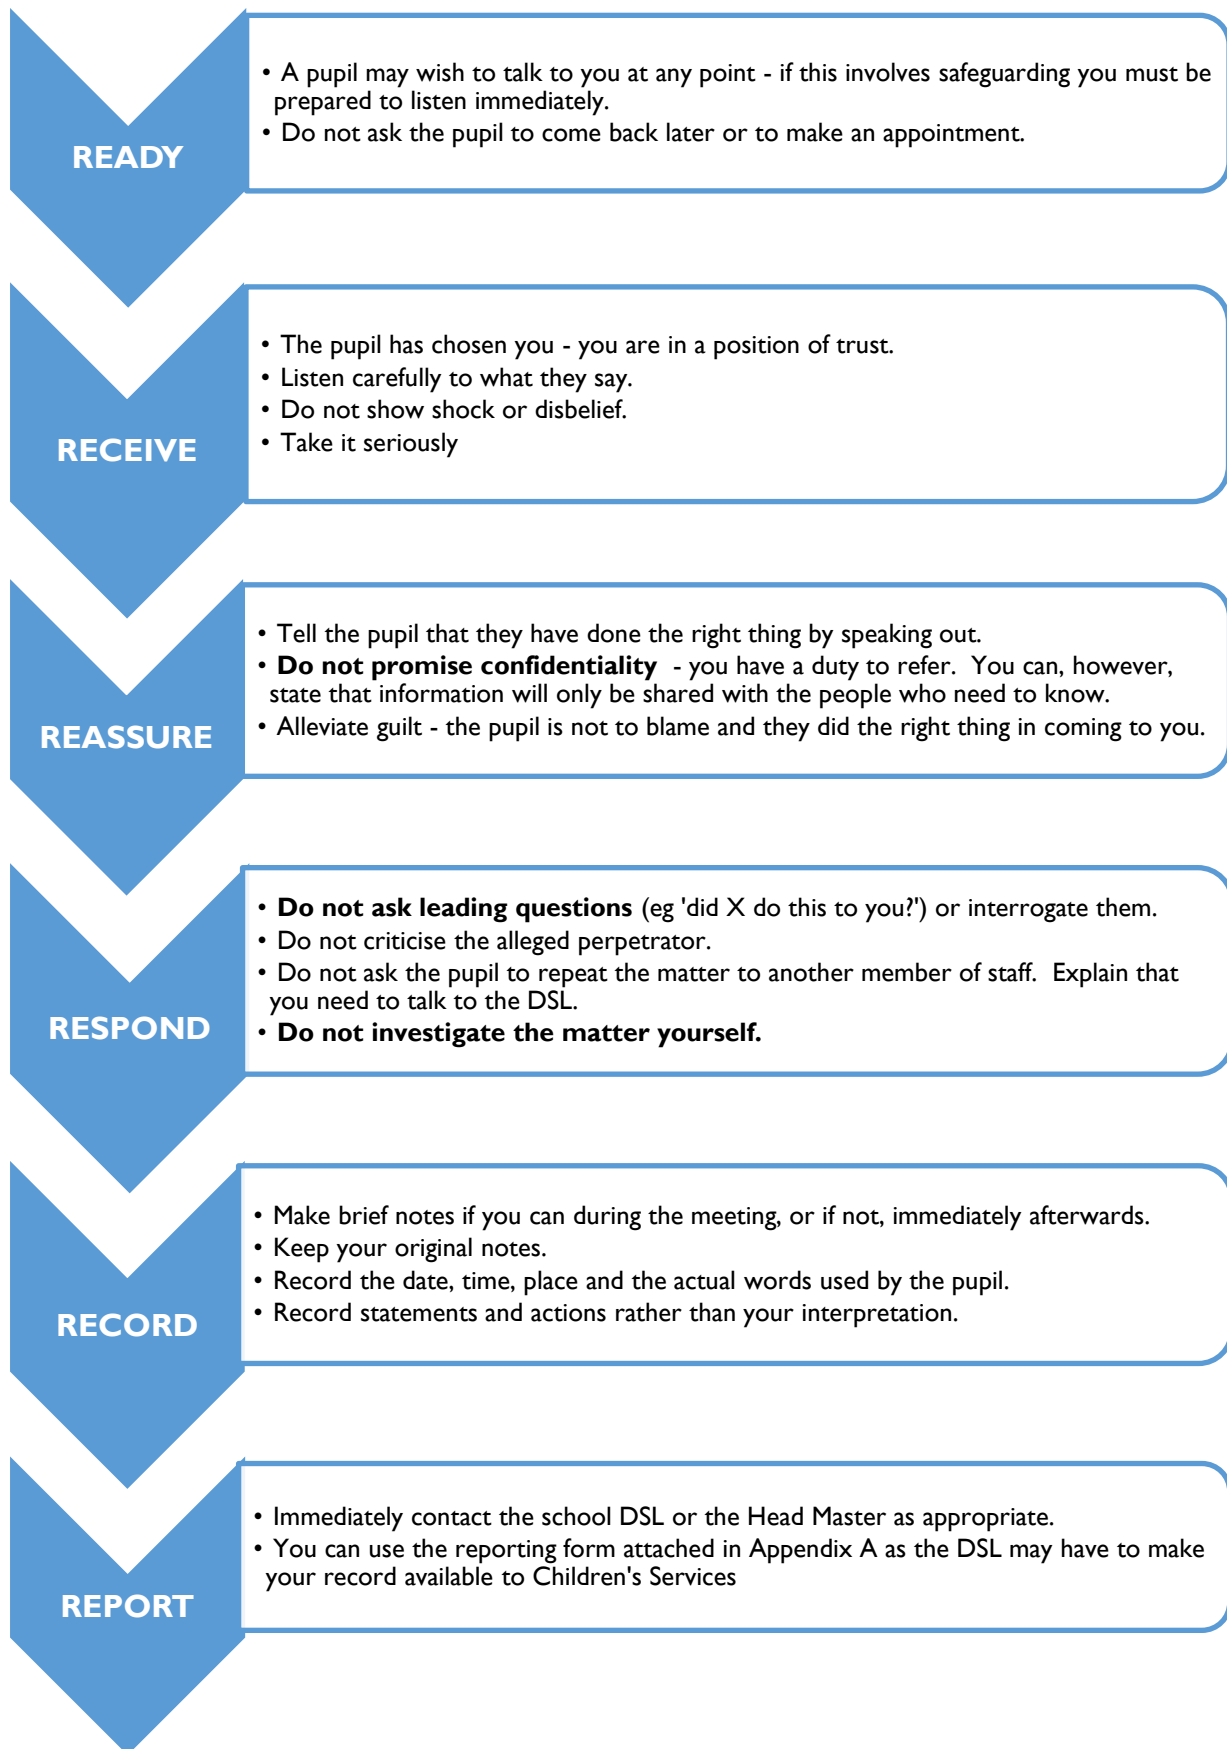 READY
• A pupil may wish to talk to you at any point - if this involves safeguarding you must be
prepared to listen immediately.
• Do not ask the pupil to come back later or to make an appointment.
RECEIVE
• The pupil has chosen you - you are in a position of trust.
• Listen carefully to what they say.
• Do not show shock or disbelief.
• Take it seriously
REASSURE
• Tell the pupil that they have done the right thing by speaking out.
• Do not promise confidentiality - you have a duty to refer. You can, however,
state that information will only be shared with the people who need to know.
• Alleviate guilt - the pupil is not to blame and they did the right thing in coming to you.
RESPOND
• Do not ask leading questions (eg 'did X do this to you?') or interrogate them.
• Do not criticise the alleged perpetrator.
• Do not ask the pupil to repeat the matter to another member of staff. Explain that
you need to talk to the DSL.
• Do not investigate the matter yourself.
RECORD
• Make brief notes if you can during the meeting, or if not, immediately afterwards.
• Keep your original notes.
• Record the date, time, place and the actual words used by the pupil.
• Record statements and actions rather than your interpretation.
REPORT
• Immediately contact the school DSL or the Head Master as appropriate.
• You can use the reporting form attached in Appendix A as the DSL may have to make
your record available to Children's Services